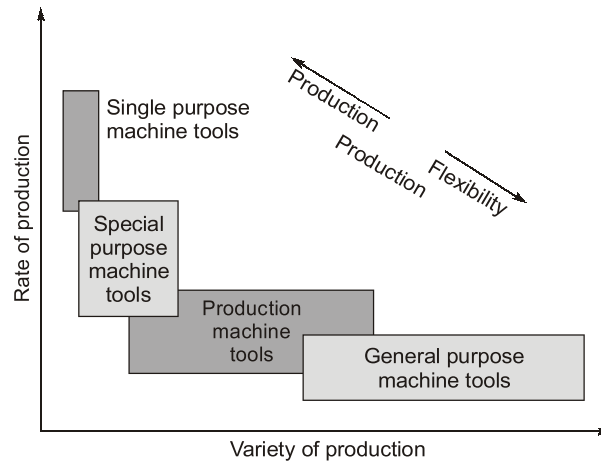 Production
Single purpose
machine tools
Production
Flexibility
Special
purpose
machine
tools
Rate of production
Production
machine
tools
General purpose
machine tools
Variety of production